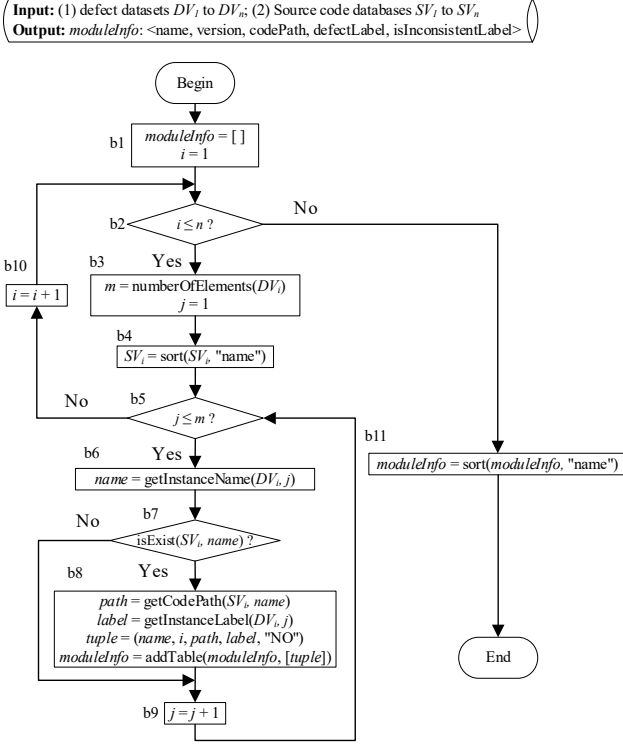 Input: (1) defect datasets DV1 to DVn; (2) Source code databases SV1 to SVn
Output: moduleInfo: <name, version, codePath, defectLabel, isInconsistentLabel>
Begin
b1
moduleInfo = [ ]
i = 1
b2
i ≤ n ?
No
Yes
b3
m = numberOfElements(DVi)
j = 1
b10
i = i + 1
b4
SVi = sort(SVi, "name")
b5
j ≤ m ?
No
Yes
b6
name = getInstanceName(DVi, j)
b11
moduleInfo = sort(moduleInfo, "name")
b7
isExist(SVi, name) ?
No
Yes
b8
path = getCodePath(SVi, name)
label = getInstanceLabel(DVi, j)
tuple = (name, i, path, label, "NO")
moduleInfo = addTable(moduleInfo, [tuple])
b9
j = j + 1
End